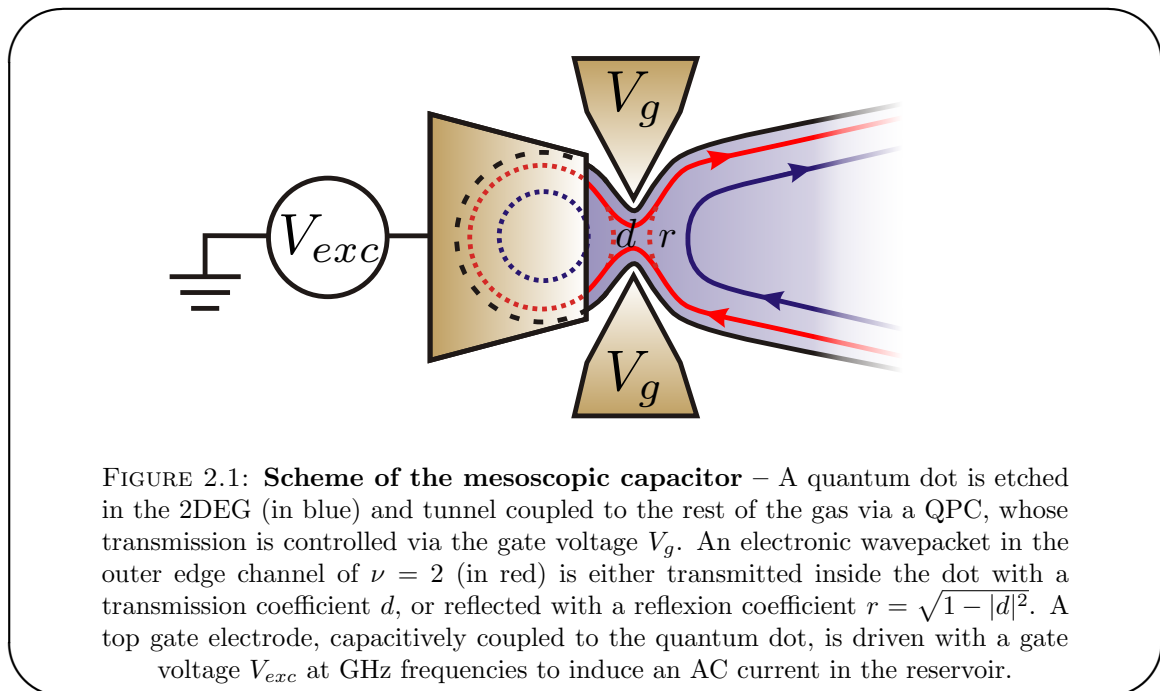 V_g
V_{exc}
d r
V_g
FIGURE 2.1: Scheme of the mesoscopic capacitor – A quantum dot is etched
in the 2DEG (in blue) and tunnel coupled to the rest of the gas via a QPC, whose
transmission is controlled via the gate voltage V_g. An electronic wavepacket in the
outer edge channel of ν = 2 (in red) is either transmitted inside the dot with a
transmission coefficient d, or reflected with a reflexion coefficient r = √(1 − |d|²). A
top gate electrode, capacitively coupled to the quantum dot, is driven with a gate
voltage V_{exc} at GHz frequencies to induce an AC current in the reservoir.